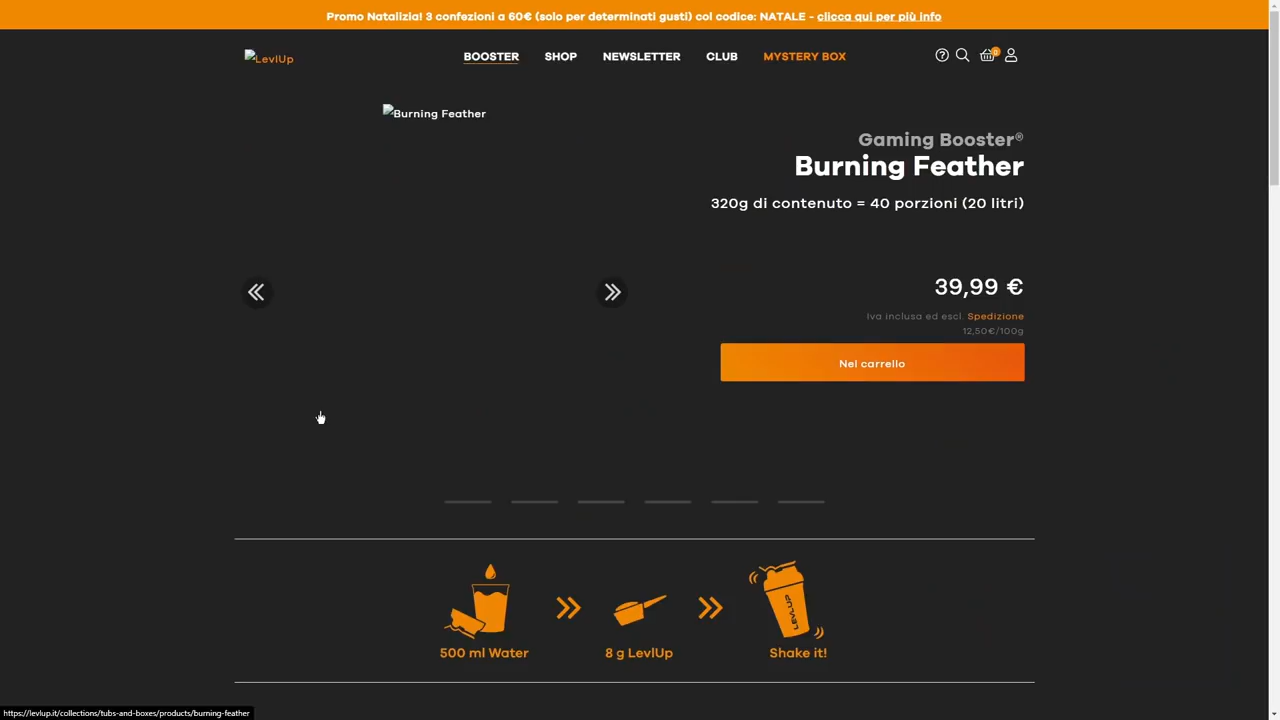 Promo Natalizia! 3 confezioni a 60€ (solo per determinati gusti) col codice: NATALE - clicca qui per più info
LevlUp
BOOSTER SHOP NEWSLETTER CLUB MYSTERY BOX
0
Burning Feather
Gaming Booster®
Burning Feather
320g di contenuto = 40 porzioni (20 litri)
39,99 €
Iva inclusa ed escl. Spedizione
12,50€/100g
Nel carrello
LEVLUP
500 ml Water
8 g LevlUp
Shake it!
https://levlup.it/collections/tubs-and-boxes/products/burning-feather